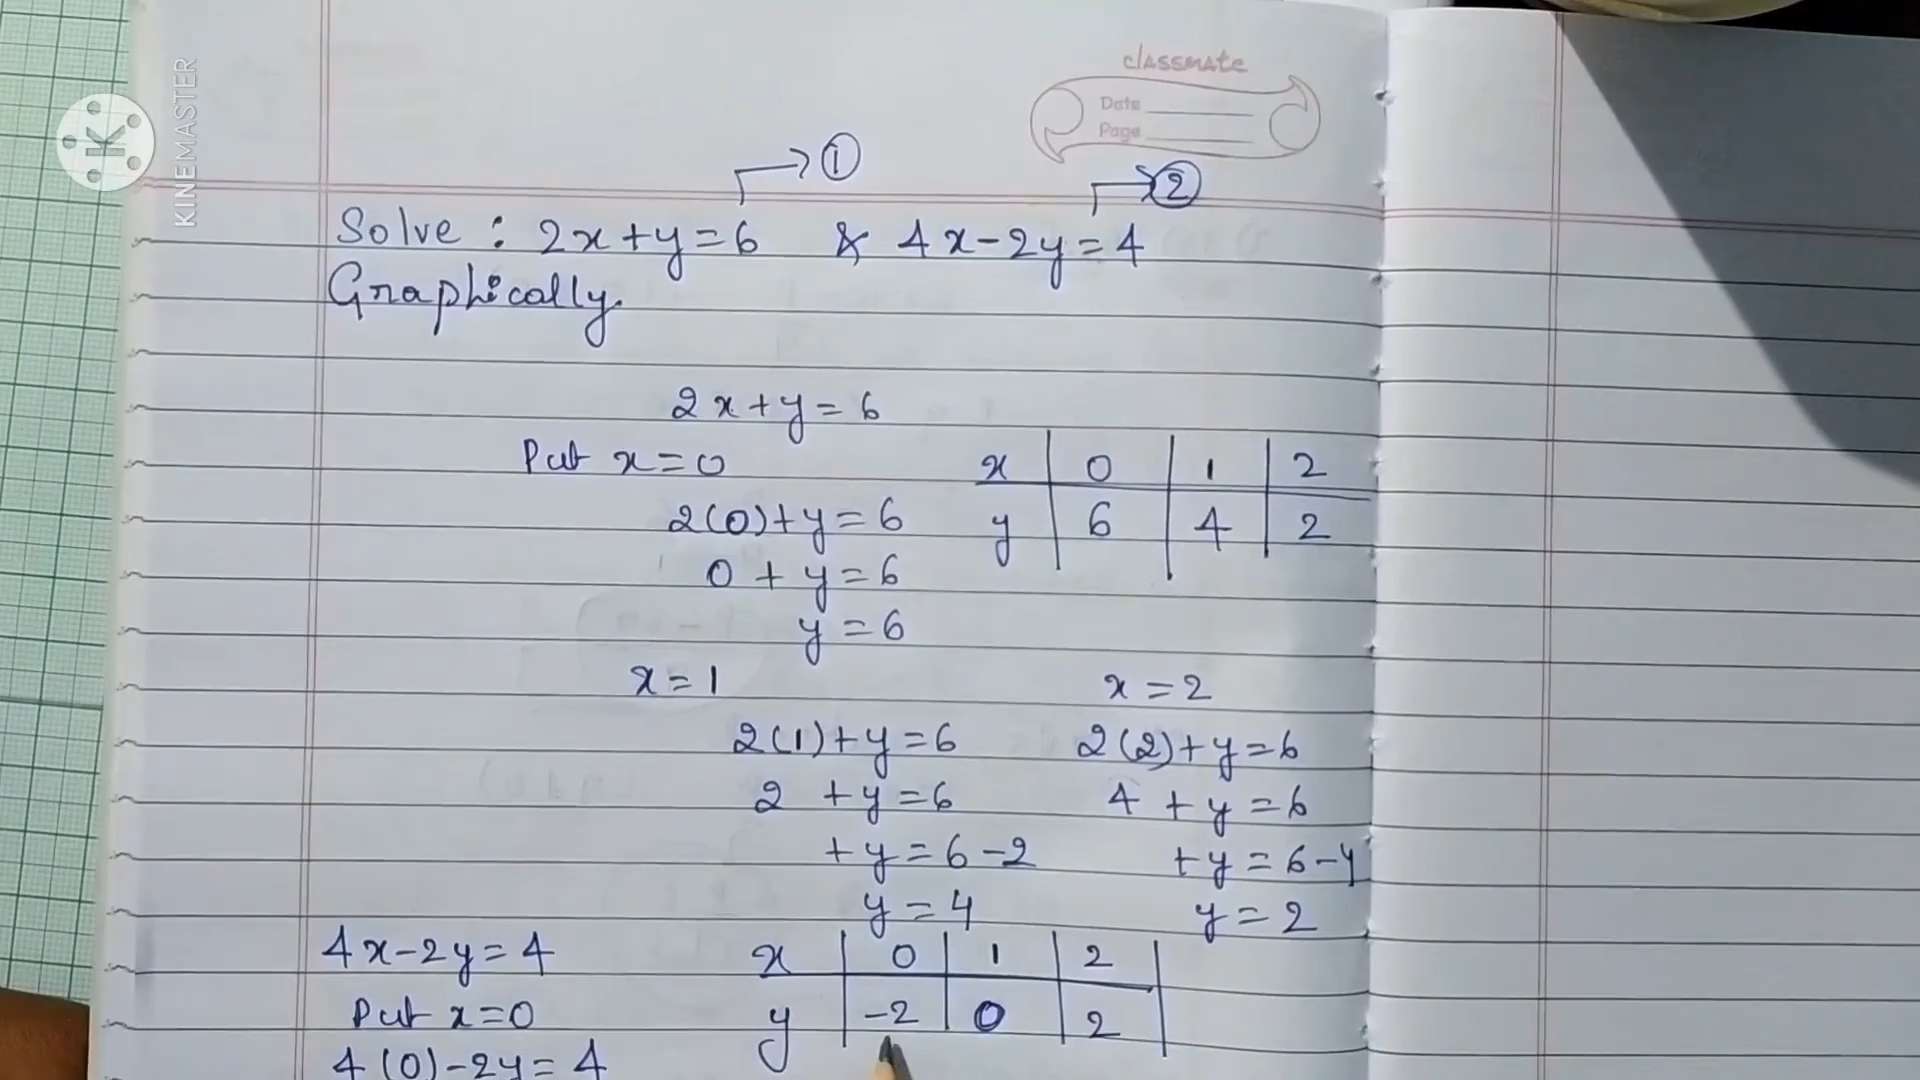 KINEMASTER
classmate
Date
Page
① ②
Solve : 2x+y=6 & 4x-2y=4
Graphically.
2x+y=6
Put x=0
x | 0 | 1 | 2
2(0)+y=6
y | 6 | 4 | 2
0+y=6
y=6
x=1 x=2
2(1)+y=6 2(2)+y=6
2 +y=6 4 +y=6
+y=6-2 +y=6-4
y=4 y=2
4x-2y=4 x | 0 | 1 | 2
Put x=0 y | -2 | 0 | 2
4(0)-2y=4